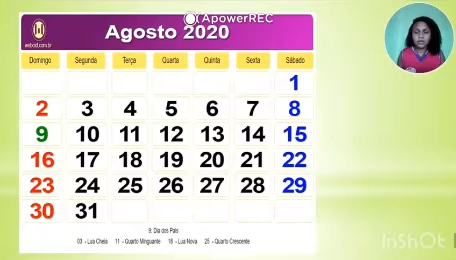 ApowerREC
Agosto 2020
webcid.com.br
Domingo Segunda Terça Quarta Quinta Sexta Sábado
1
2 3 4 5 6 7 8
9 10 11 12 13 14 15
16 17 18 19 20 21 22
23 24 25 26 27 28 29
30 31
9: Dia dos Pais
03 - Lua Cheia 11 - Quarto Minguante 18 - Lua Nova 25 - Quarto Crescente
InShOt